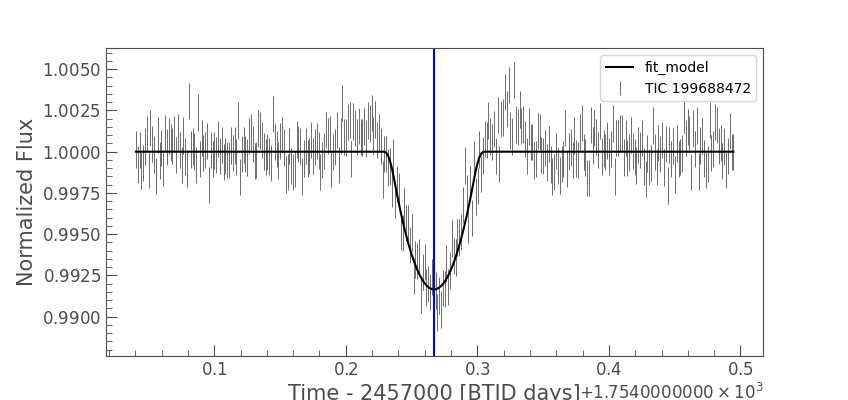 1.0050
1.0025
1.0000
0.9975
0.9950
0.9925
0.9900
Normalized Flux
fit_model
TIC 199688472
0.1 0.2 0.3 0.4 0.5
Time - 2457000 [BTJD days]
+1.7540000000 × 10³